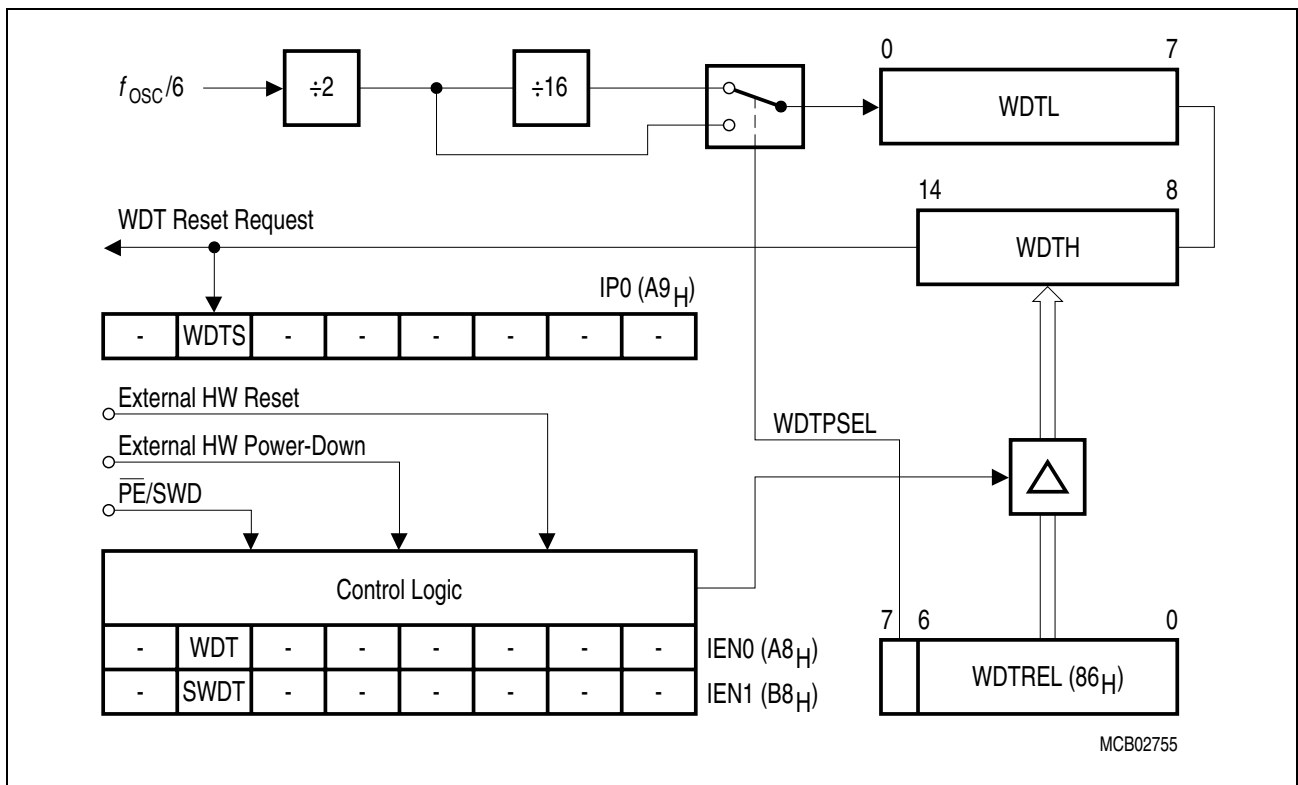 0 7
fOSC/6
÷2
÷16
WDTL
14 8
WDT Reset Request
WDTH
IP0 (A9H)
- WDTS - - - - - -
External HW Reset
WDTPSEL
External HW Power-Down
PE/SWD
Control Logic
7 6 0
- WDT - - - - - -
IEN0 (A8H)
WDTREL (86H)
- SWDT - - - - - -
IEN1 (B8H)
MCB02755